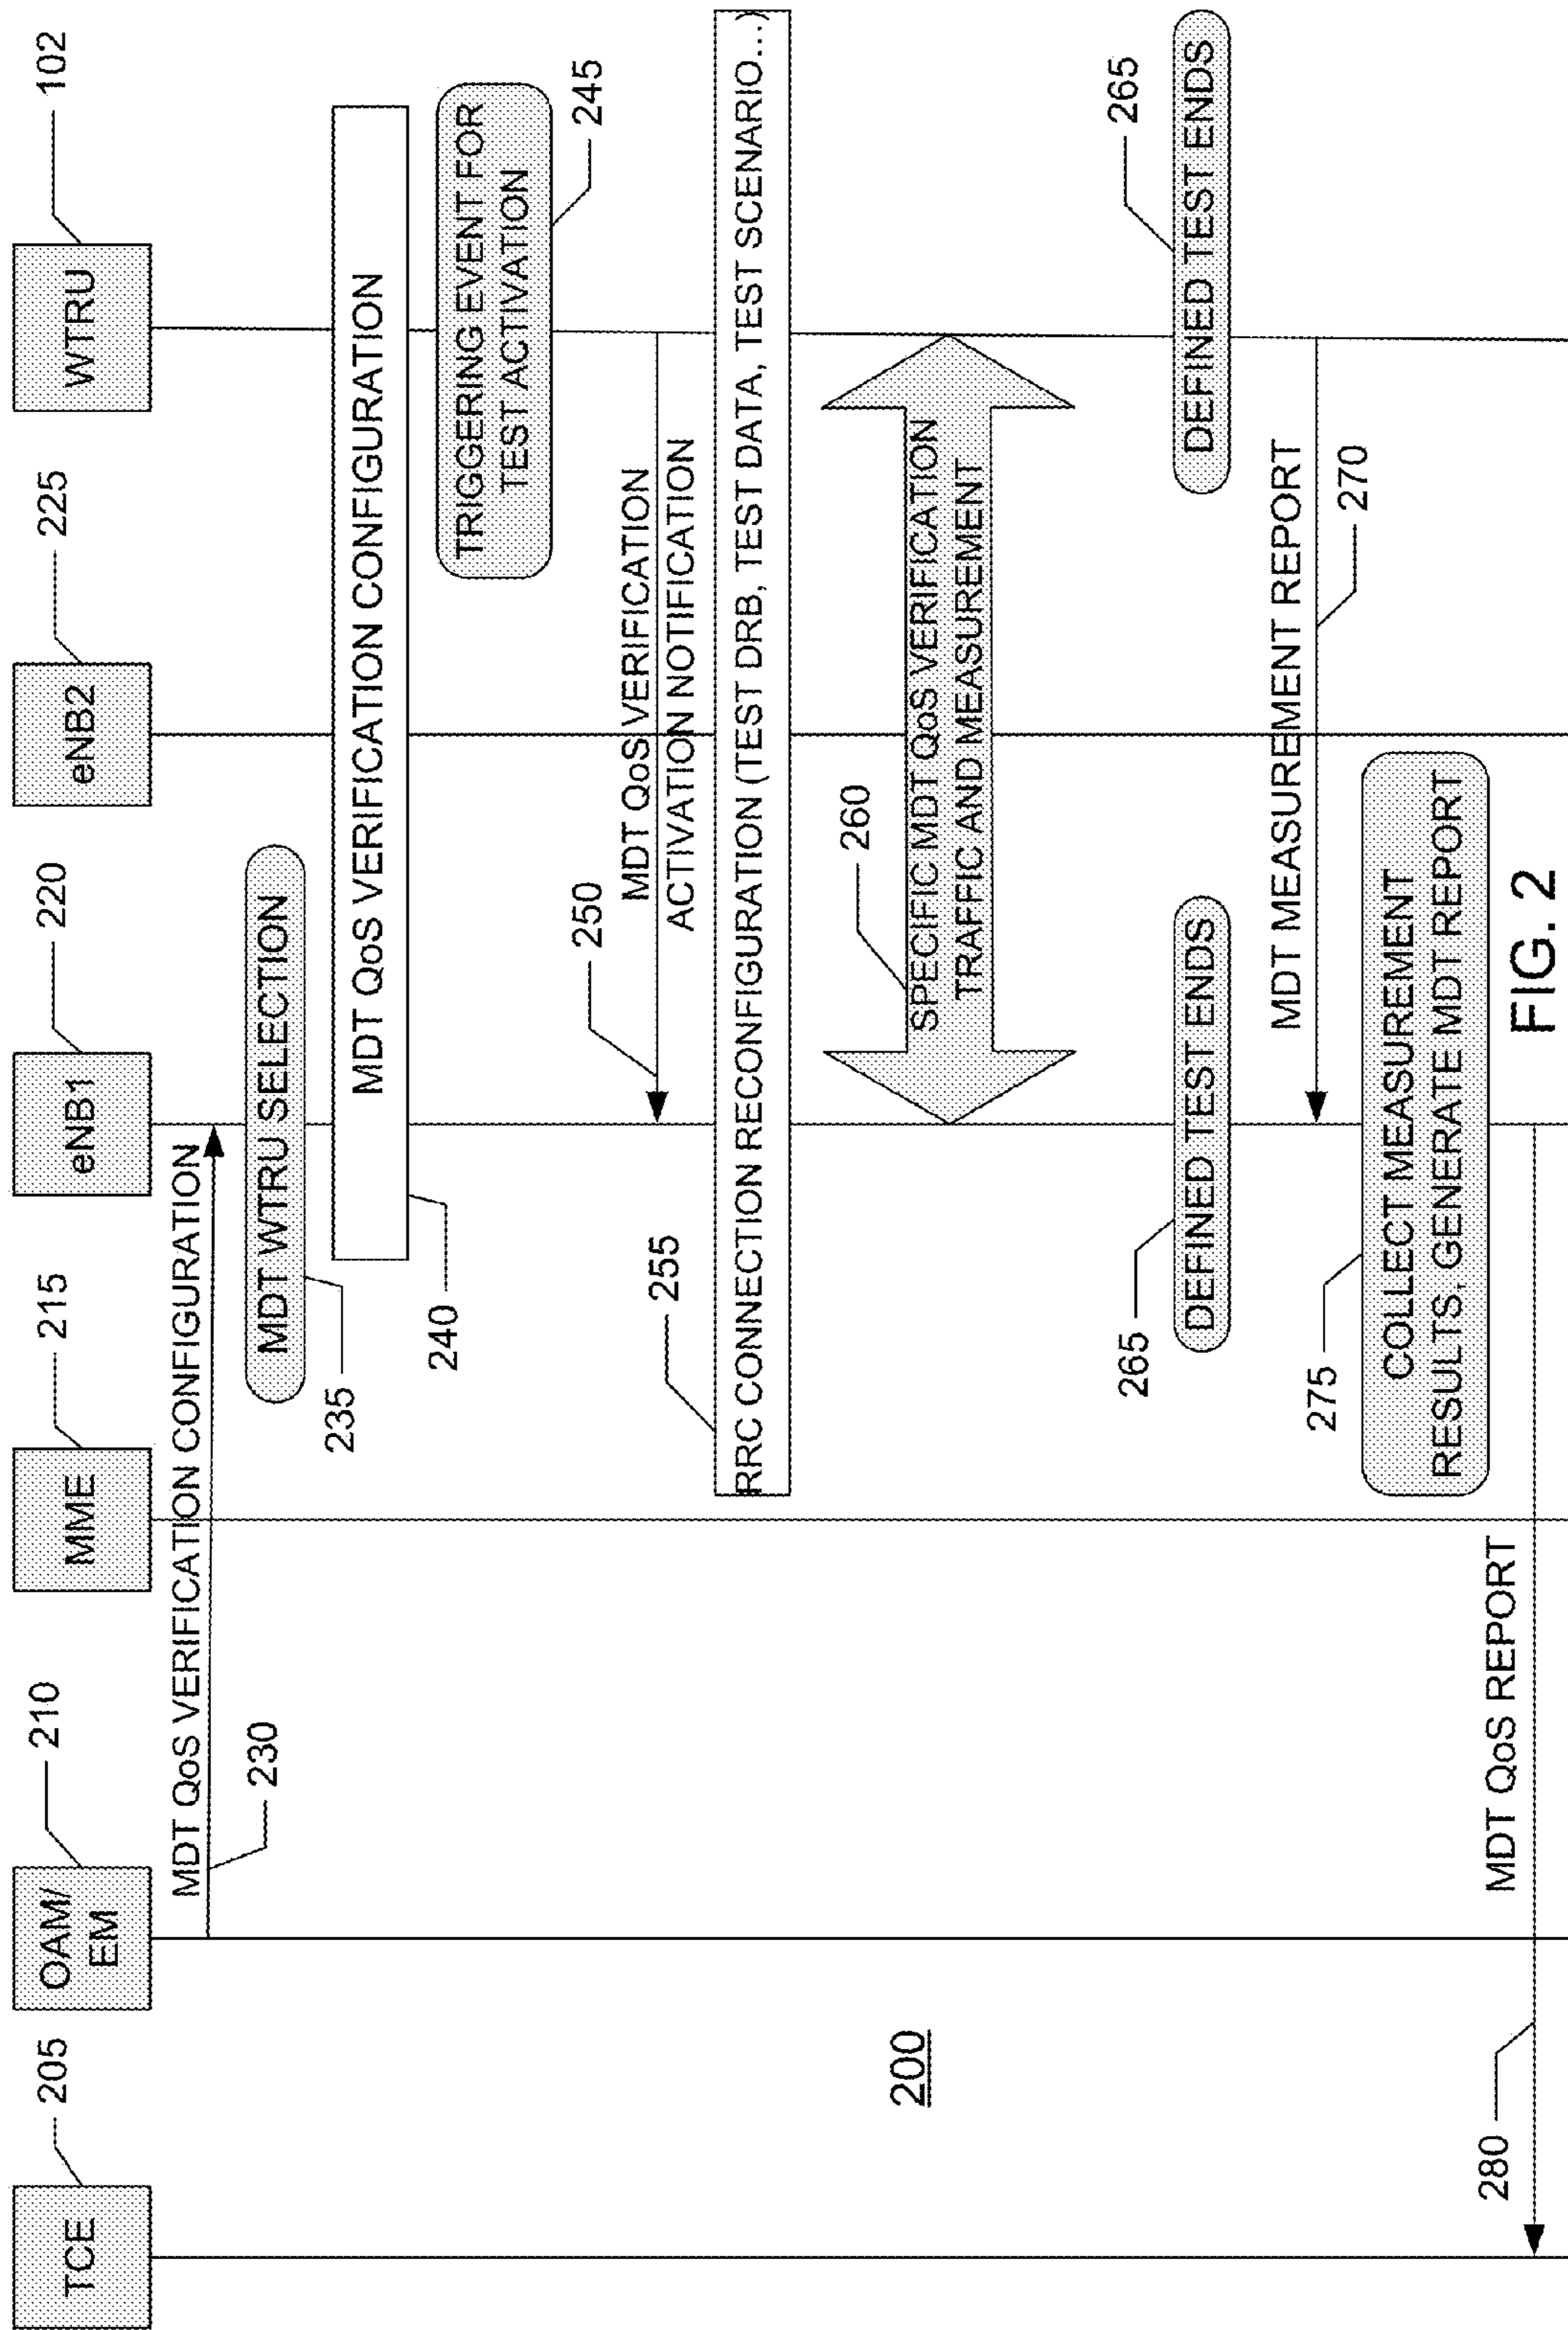 TCE
205
OAM/
EM
210
MME
215
eNB1
220
eNB2
225
WTRU
102
MDT QoS VERIFICATION CONFIGURATION
230
MDT WTRU SELECTION
235
MDT QoS VERIFICATION CONFIGURATION
240
TRIGGERING EVENT FOR
TEST ACTIVATION
245
250
MDT QoS VERIFICATION
ACTIVATION NOTIFICATION
255
RRC CONNECTION RECONFIGURATION (TEST DRB, TEST DATA, TEST SCENARIO...)
260
SPECIFIC MDT QoS VERIFICATION
TRAFFIC AND MEASUREMENT
200
265
DEFINED TEST ENDS
265
DEFINED TEST ENDS
MDT MEASUREMENT REPORT
270
275
COLLECT MEASUREMENT
RESULTS, GENERATE MDT REPORT
280
MDT QoS REPORT
FIG. 2